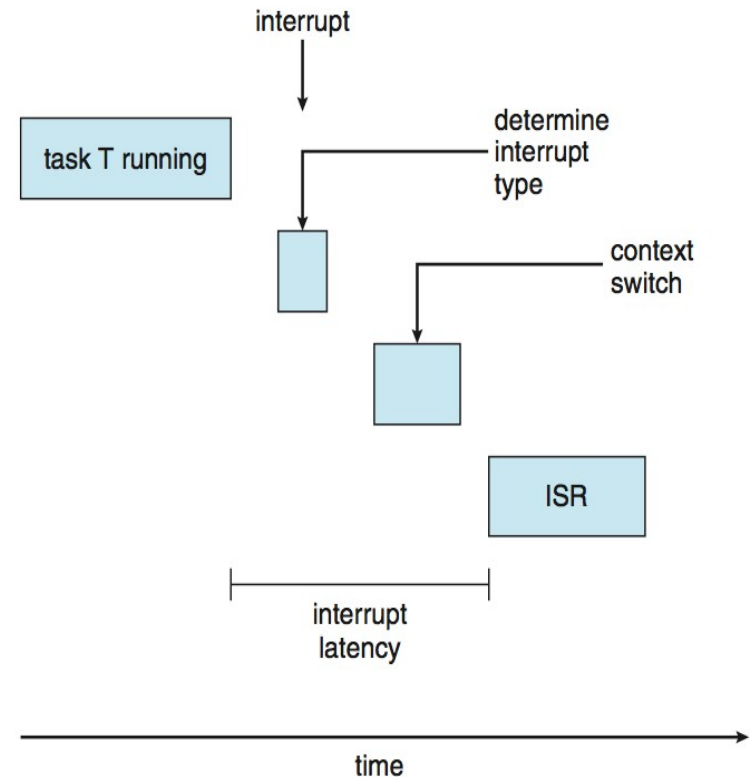 interrupt
task T running
determine
interrupt
type
context
switch
ISR
interrupt
latency
time